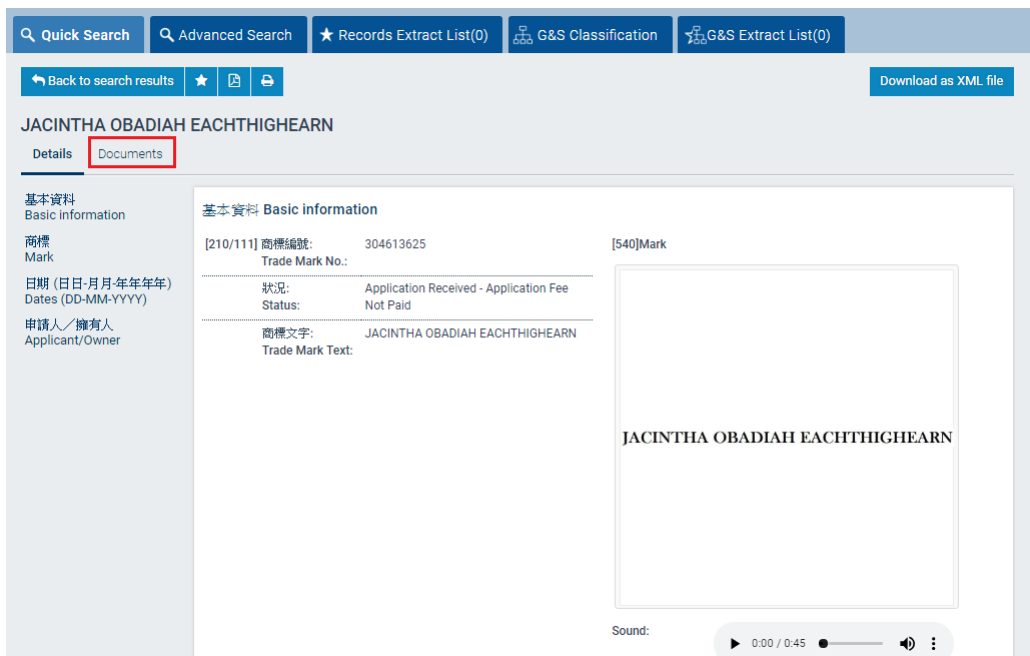 Quick Search
Advanced Search
Records Extract List(0)
G&S Classification
G&S Extract List(0)
Back to search results
Download as XML file
JACINTHA OBADIAH EACHTHIGHEARN
Details
Documents
基本資料
Basic information
商標
Mark
日期 (日日-月月-年年年年)
Dates (DD-MM-YYYY)
申請人／擁有人
Applicant/Owner
基本資料 Basic information
[210/111] 商標編號: 304613625
Trade Mark No.:
狀況: Application Received - Application Fee
Status: Not Paid
商標文字: JACINTHA OBADIAH EACHTHIGHEARN
Trade Mark Text:
[540]Mark
JACINTHA OBADIAH EACHTHIGHEARN
Sound:
0:00 / 0:45